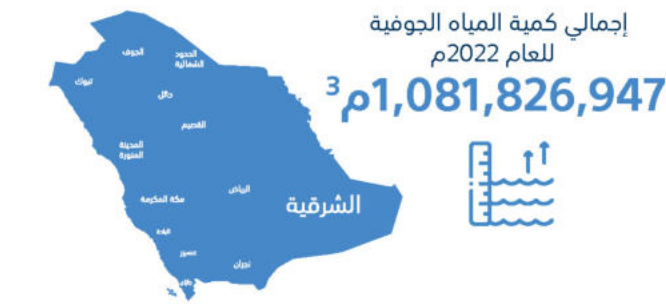 إجمالي كمية المياه الجوفية
للعام 2022م
1,081,826,947م3
الحدود
الشمالية
الجوف
تبوك
حائل
القصيم
المدينة
المنورة
الرياض
مكة المكرمة
الشرقية
الباحة
عسير
نجران
جازان